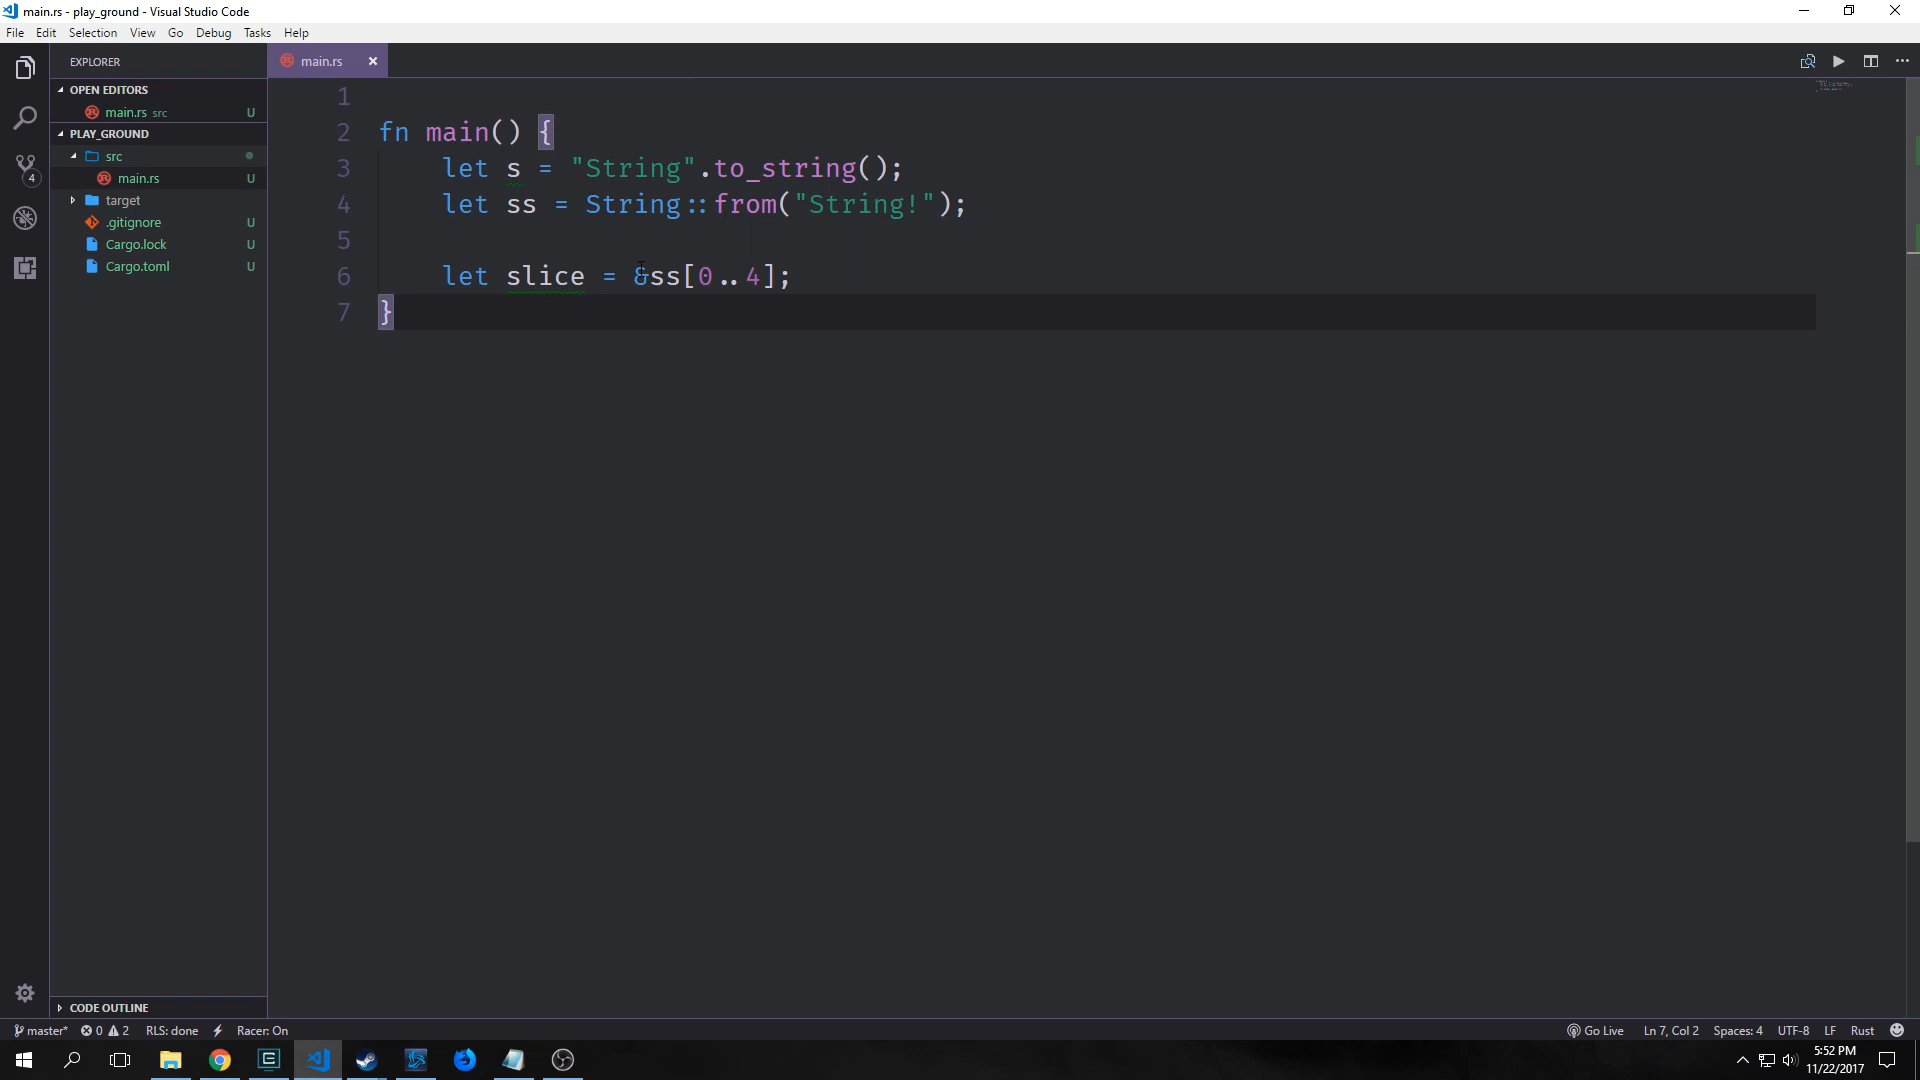 main.rs - play_ground - Visual Studio Code
File Edit Selection View Go Debug Tasks Help
EXPLORER
main.rs
OPEN EDITORS
main.rs src U
PLAY_GROUND
src
main.rs U
target
.gitignore U
Cargo.lock U
Cargo.toml U
4
1
2 fn main() {
3 let s = "String".to_string();
4 let ss = String::from("String!");
5
6 let slice = &ss[0..4];
7 }
CODE OUTLINE
master* 0 2 RLS: done Racer: On
Go Live Ln 7, Col 2 Spaces: 4 UTF-8 LF Rust
5:52 PM
11/22/2017